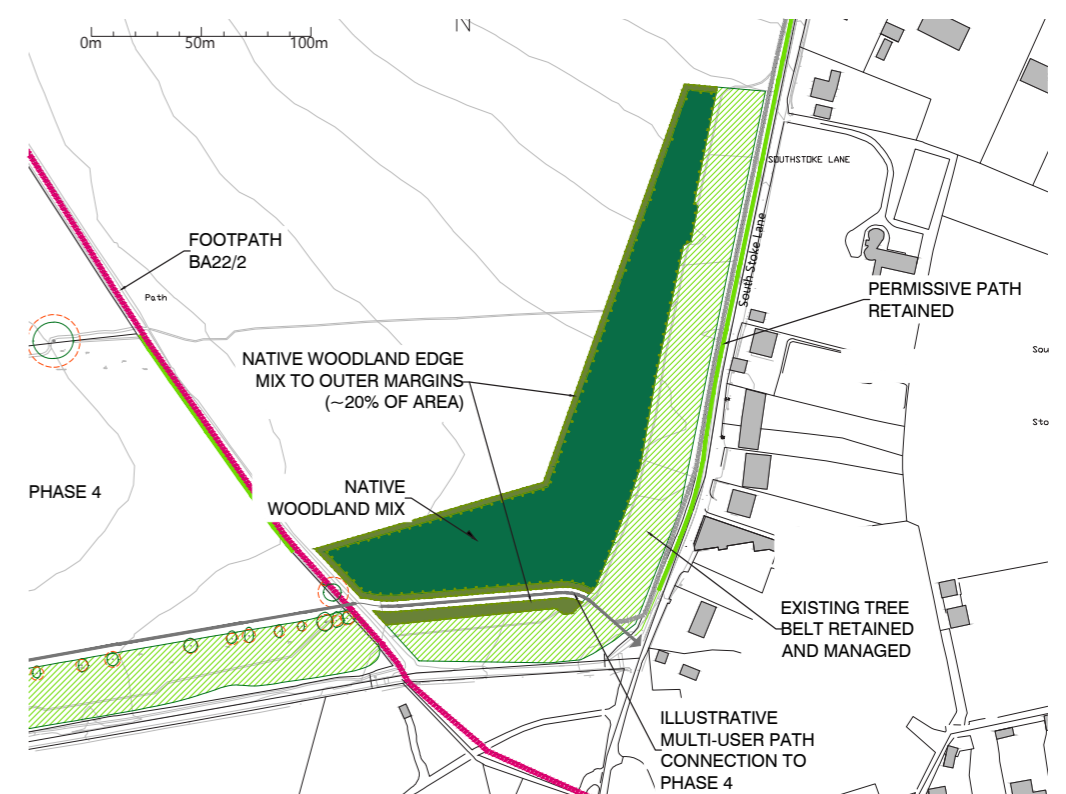 N
0m 50m 100m
SOUTHSTOKE LANE
South Stoke Lane
FOOTPATH
BA22/2
Path
PERMISSIVE PATH
RETAINED
Sou
NATIVE WOODLAND EDGE
MIX TO OUTER MARGINS
(~20% OF AREA)
Sto
PHASE 4
NATIVE
WOODLAND MIX
EXISTING TREE
BELT RETAINED
AND MANAGED
ILLUSTRATIVE
MULTI-USER PATH
CONNECTION TO
PHASE 4